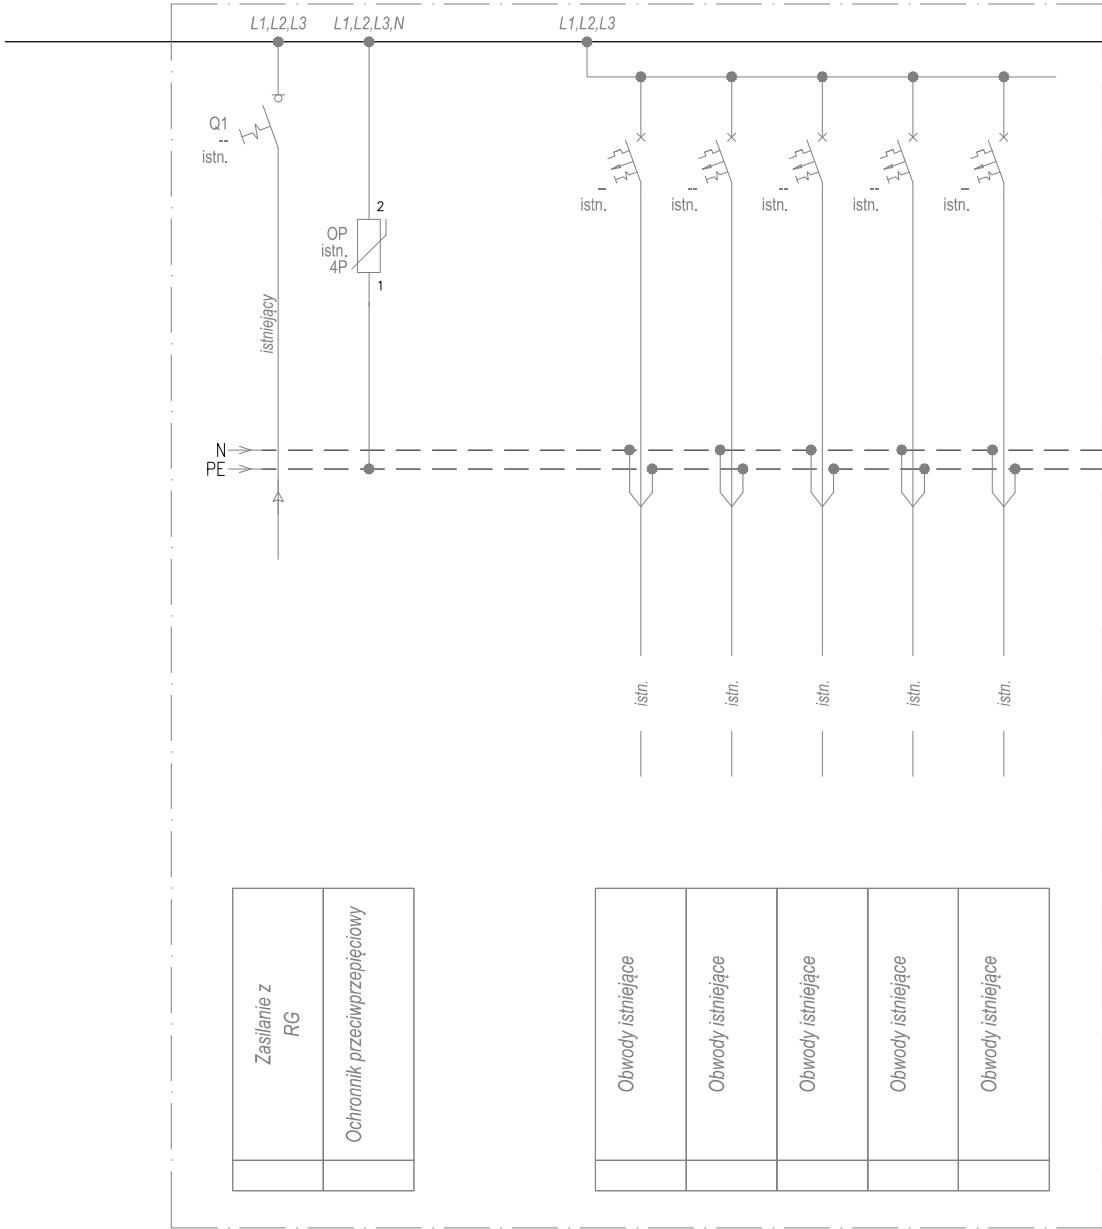 L1,L2,L3
L1,L2,L3,N
L1,L2,L3
Q1
--
istn.
2
OP
istn.
4P
1
istniejący
–
istn.
--
istn.
--
istn.
--
istn.
–
istn.
N
PE
istn.
istn.
istn.
istn.
istn.
Zasilanie z
RG
Ochronnik przeciwprzepięciowy
Obwody istniejące
Obwody istniejące
Obwody istniejące
Obwody istniejące
Obwody istniejące